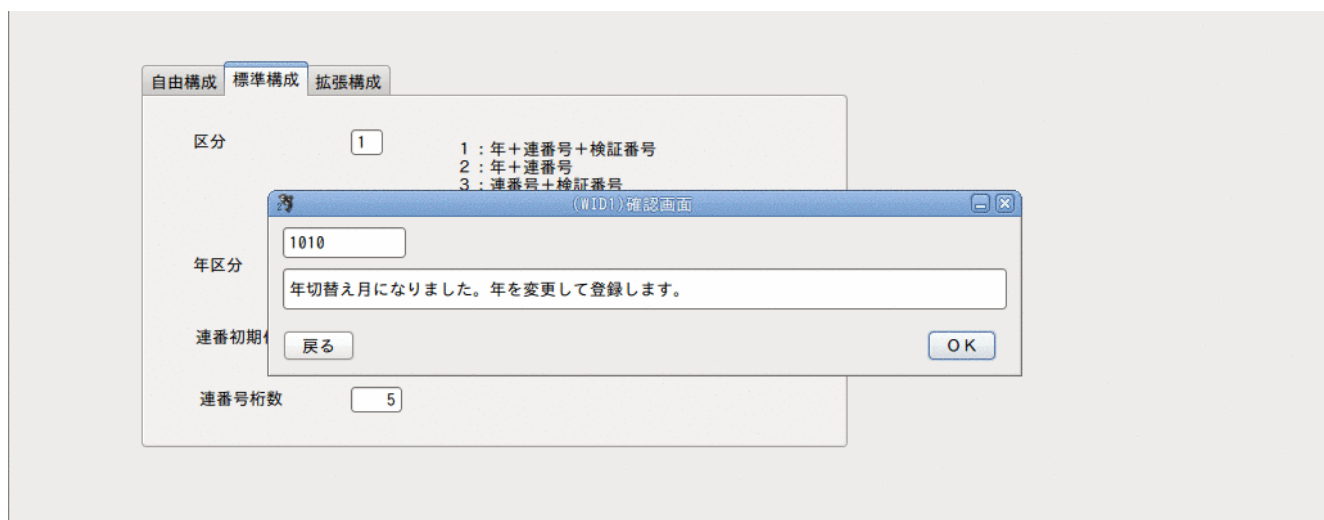 自由構成 標準構成 拡張構成
区分 1
1：年＋連番号＋検証番号
2：年＋連番号
3：連番号＋検証番号
(WID1)確認画面
1010
年区分
年切替え月になりました。年を変更して登録します。
連番初期
戻る OK
連番号桁数 5